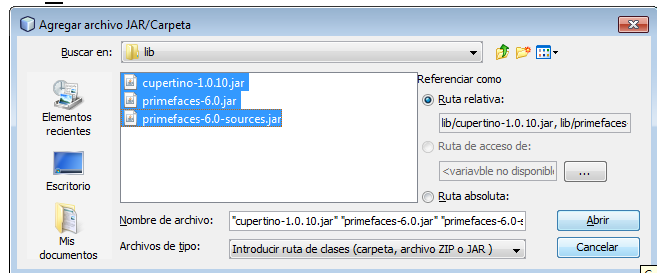 Agregar archivo JAR/Carpeta
Buscar en: lib
cupertino-1.0.10.jar
primefaces-6.0.jar
primefaces-6.0-sources.jar
Elementos recientes
Escritorio
Mis documentos
Referenciar como
Ruta relativa:
lib/cupertino-1.0.10.jar, lib/primefaces
Ruta de acceso de:
<variavble no disponible
...
Ruta absoluta:
Nombre de archivo: "cupertino-1.0.10.jar" "primefaces-6.0.jar" "primefaces-6.0-s
Abrir
Archivos de tipo: Introducir ruta de clases (carpeta, archivo ZIP o JAR )
Cancelar